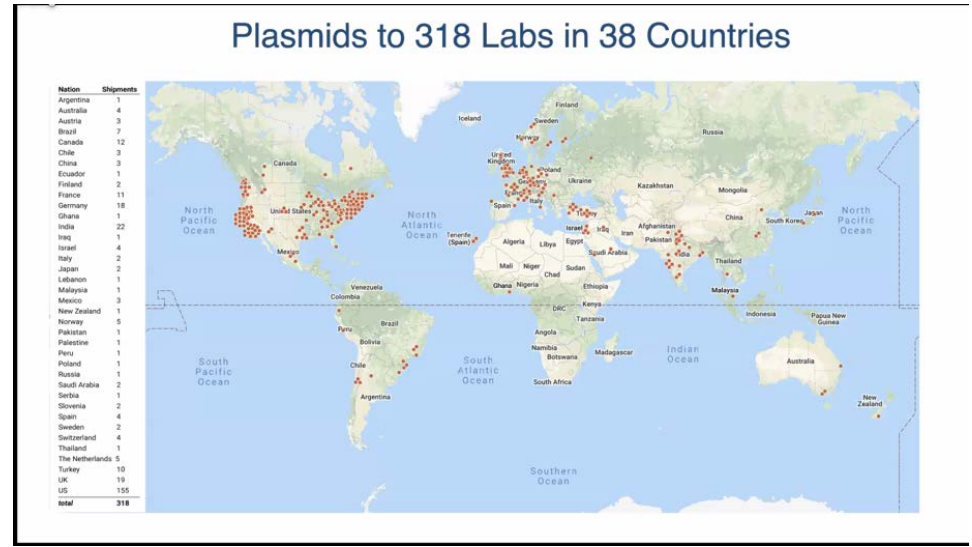 Plasmids to 318 Labs in 38 Countries
Nation Shipments
Argentina 1
Australia 4
Austria 3
Brazil 7
Canada 12
Chile 3
China 3
Ecuador 1
Finland 2
France 11
Germany 18
Ghana 1
India 22
Iraq 1
Israel 4
Italy 2
Japan 2
Lebanon 1
Malaysia 1
Mexico 3
New Zealand 1
Norway 5
Pakistan 1
Palestine 1
Peru 1
Poland 1
Russia 1
Saudi Arabia 2
Serbia 1
Slovenia 2
Spain 4
Sweden 2
Switzerland 4
Thailand 1
The Netherlands 5
Turkey 10
UK 19
US 155
total 318
Iceland
Finland
Sweden
Norway
Russia
Canada
United
Kingdom
Poland
Germany
Ukraine
Kazakhstan
Mongolia
France
Italy
Spain
Turkey
United States
North
Pacific
Ocean
North
Atlantic
Ocean
China
South Korea
Japan
North
Pacific
Ocean
Israel
Iraq
Iran
Afghanistan
Pakistan
Tenerife
(Spain)
Algeria
Libya
Egypt
Saudi Arabia
India
Mexico
Mali
Niger
Chad
Sudan
Thailand
Ghana
Nigeria
Ethiopia
Venezuela
Colombia
Malaysia
DRC
Kenya
Tanzania
Indonesia
Papua New
Guinea
Peru
Brazil
Bolivia
Angola
Namibia
Botswana
Madagascar
South
Pacific
Ocean
Chile
South
Atlantic
Ocean
Indian
Ocean
Australia
South Africa
Argentina
New
Zealand
Southern
Ocean